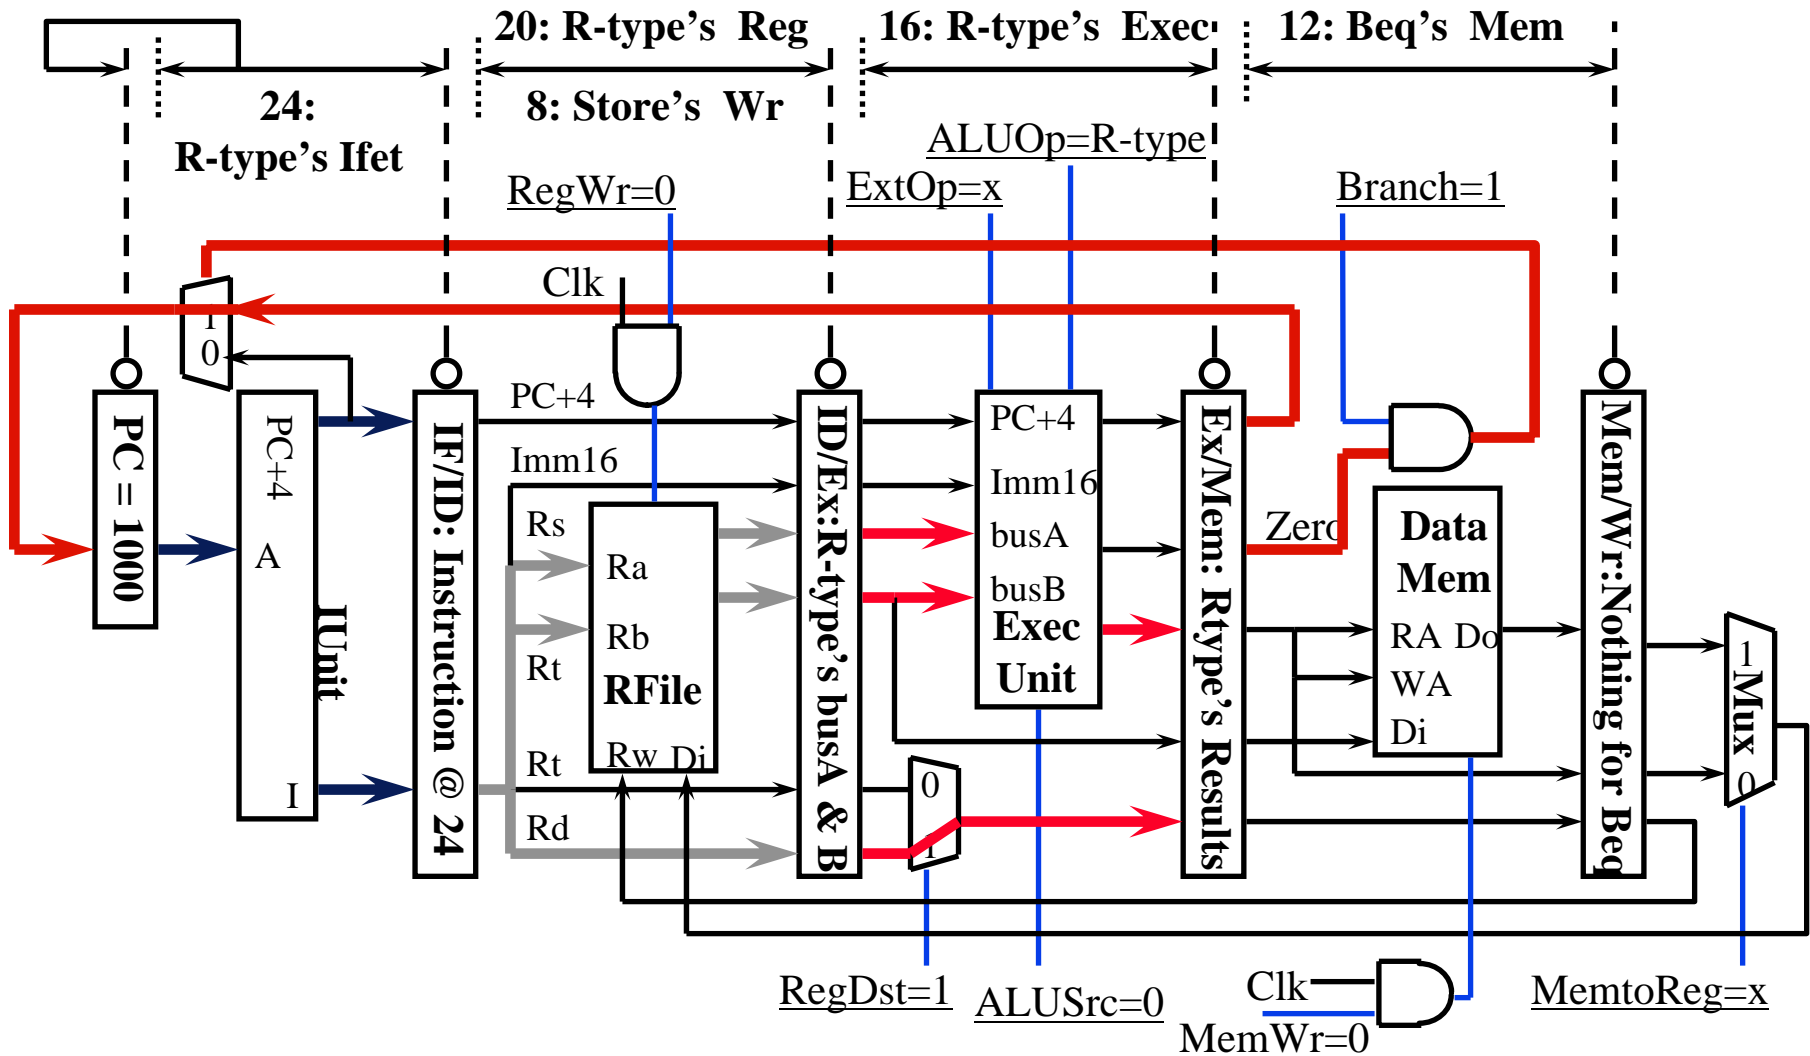 20: R-type’s Reg
16: R-type’s Exec
12: Beq’s Mem
24:
R-type’s Ifet
8: Store’s Wr
ALUOp=R-type
RegWr=0
ExtOp=x
Branch=1
Clk
1
0
PC = 1000
PC+4
A
I
IUnit
IF/ID: Instruction @ 24
PC+4
Imm16
Rs
Ra
Rb
Rt
RFile
Rw Di
Rt
Rd
ID/Ex:R-type’s busA & B
PC+4
Imm16
busA
busB
Exec
Unit
0
1
Ex/Mem: Rtype’s Results
Zero
Data
Mem
RA Do
WA
Di
Mem/Wr:Nothing for Beq
1
Mux
0
RegDst=1
ALUSrc=0
Clk
MemWr=0
MemtoReg=x